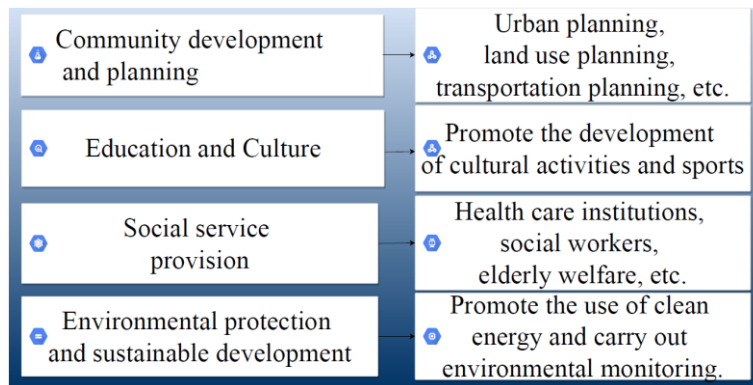 Community development
and planning
Urban planning,
land use planning,
transportation planning, etc.
Education and Culture
Promote the development
of cultural activities and sports
Social service
provision
Health care institutions,
social workers,
elderly welfare, etc.
Environmental protection
and sustainable development
Promote the use of clean
energy and carry out
environmental monitoring.